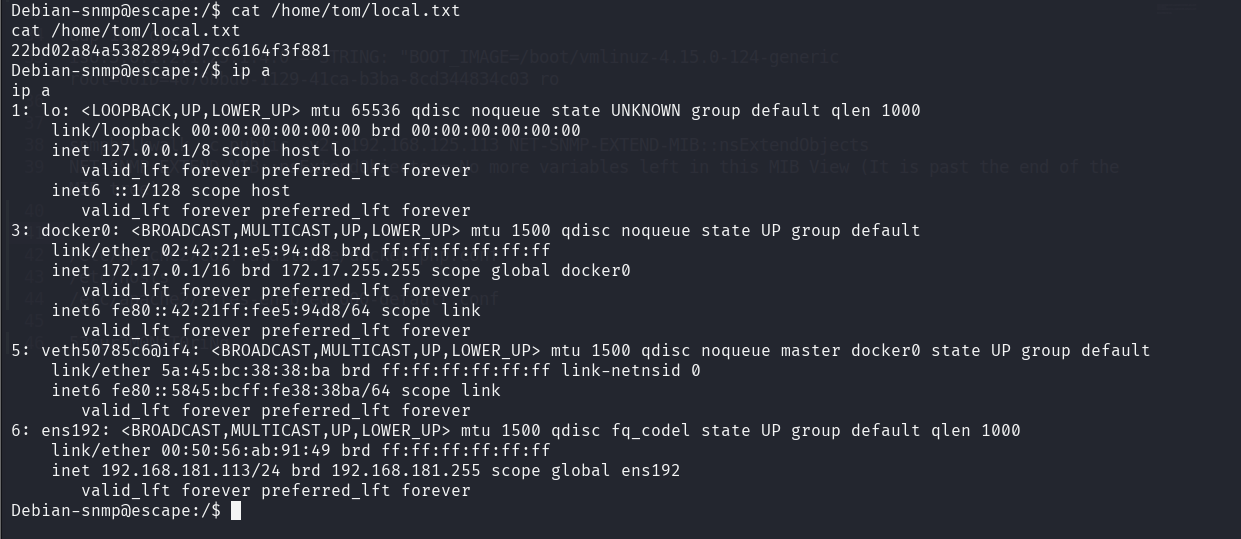 Debian-snmp@escape:/$ cat /home/tom/local.txt
cat /home/tom/local.txt
22bd02a84a53828949d7cc6164f3f881
Debian-snmp@escape:/$ ip a
ip a
1: lo: <LOOPBACK,UP,LOWER_UP> mtu 65536 qdisc noqueue state UNKNOWN group default qlen 1000
    link/loopback 00:00:00:00:00:00 brd 00:00:00:00:00:00
    inet 127.0.0.1/8 scope host lo
       valid_lft forever preferred_lft forever
    inet6 ::1/128 scope host
       valid_lft forever preferred_lft forever
3: docker0: <BROADCAST,MULTICAST,UP,LOWER_UP> mtu 1500 qdisc noqueue state UP group default
    link/ether 02:42:21:e5:94:d8 brd ff:ff:ff:ff:ff:ff
    inet 172.17.0.1/16 brd 172.17.255.255 scope global docker0
       valid_lft forever preferred_lft forever
    inet6 fe80::42:21ff:fee5:94d8/64 scope link
       valid_lft forever preferred_lft forever
5: veth50785c6@if4: <BROADCAST,MULTICAST,UP,LOWER_UP> mtu 1500 qdisc noqueue master docker0 state UP group default
    link/ether 5a:45:bc:38:38:ba brd ff:ff:ff:ff:ff:ff link-netnsid 0
    inet6 fe80::5845:bcff:fe38:38ba/64 scope link
       valid_lft forever preferred_lft forever
6: ens192: <BROADCAST,MULTICAST,UP,LOWER_UP> mtu 1500 qdisc fq_codel state UP group default qlen 1000
    link/ether 00:50:56:ab:91:49 brd ff:ff:ff:ff:ff:ff
    inet 192.168.181.113/24 brd 192.168.181.255 scope global ens192
       valid_lft forever preferred_lft forever
Debian-snmp@escape:/$